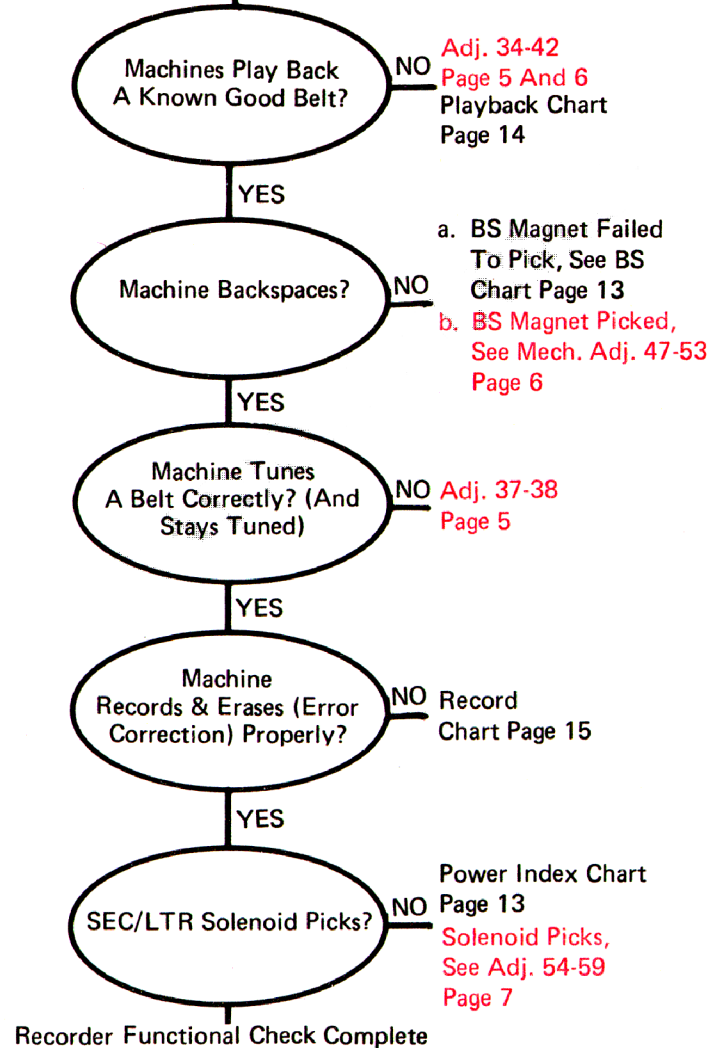 Machines Play Back
A Known Good Belt?
NO
Adj. 34-42
Page 5 And 6
Playback Chart
Page 14
YES
Machine Backspaces?
NO
a. BS Magnet Failed
To Pick, See BS
Chart Page 13
b. BS Magnet Picked,
See Mech. Adj. 47-53
Page 6
YES
Machine Tunes
A Belt Correctly? (And
Stays Tuned)
NO
Adj. 37-38
Page 5
YES
Machine
Records & Erases (Error
Correction) Properly?
NO
Record
Chart Page 15
YES
SEC/LTR Solenoid Picks?
NO
Power Index Chart
Page 13
Solenoid Picks,
See Adj. 54-59
Page 7
Recorder Functional Check Complete